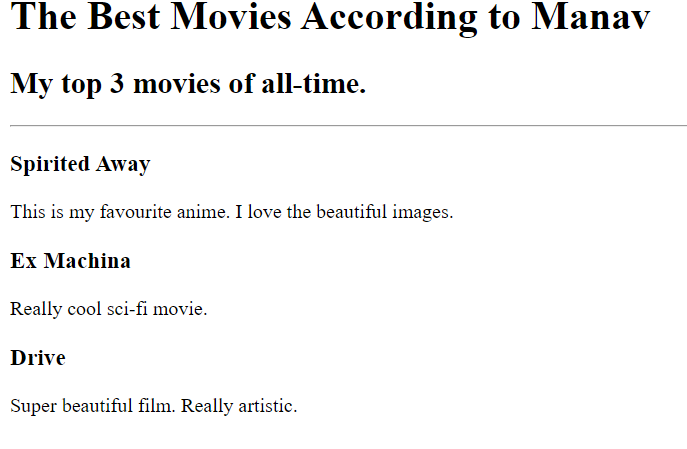 The Best Movies According to Manav
My top 3 movies of all-time.
Spirited Away
This is my favourite anime. I love the beautiful images.
Ex Machina
Really cool sci-fi movie.
Drive
Super beautiful film. Really artistic.